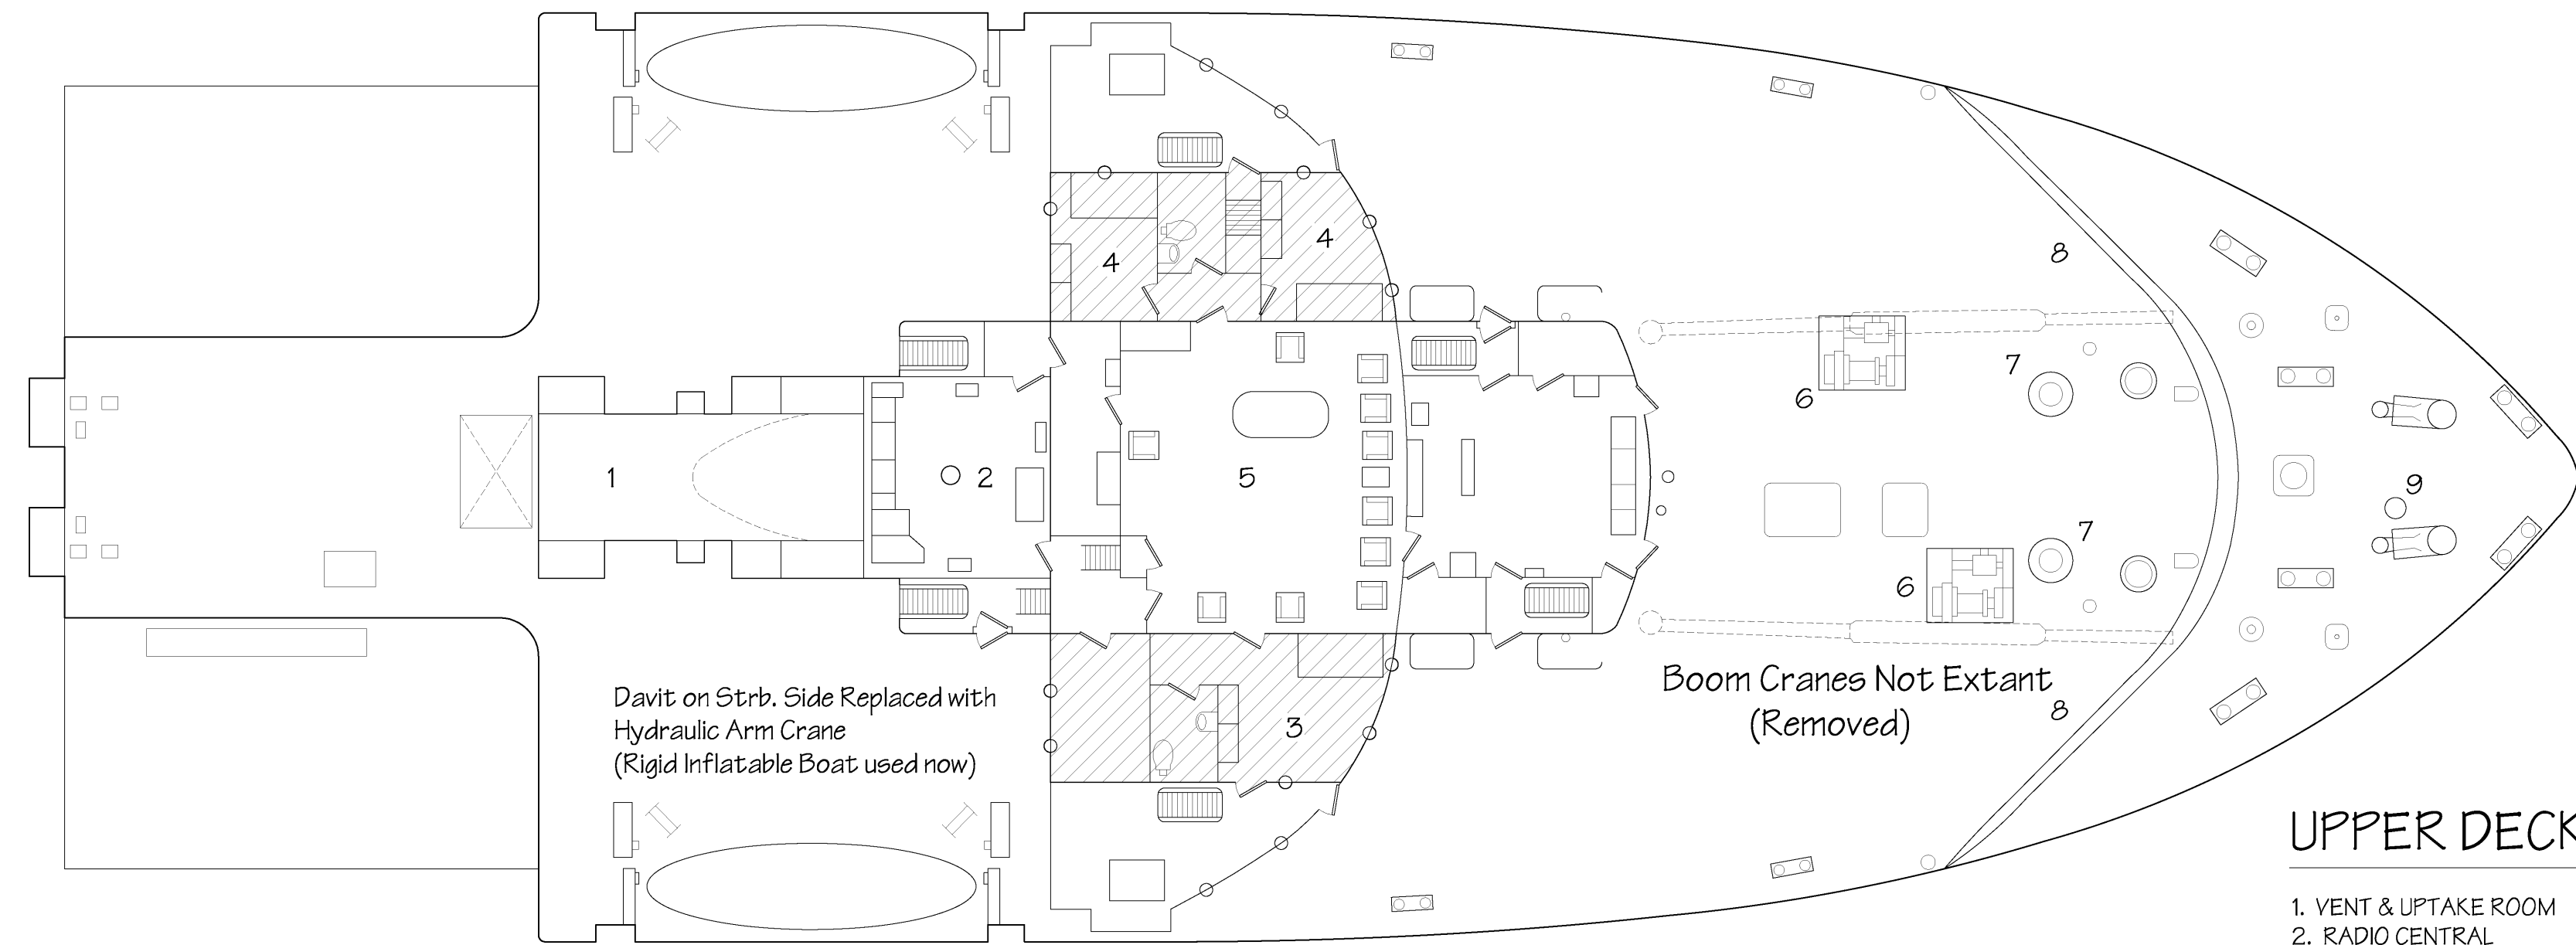 8
4
4
7
6
1
2
5
9
7
6
Boom Cranes Not Extant
(Removed)
8
Davit on Strb. Side Replaced with
Hydraulic Arm Crane
(Rigid Inflatable Boat used now)
3
UPPER DECK
1. VENT & UPTAKE ROOM
2. RADIO CENTRAL